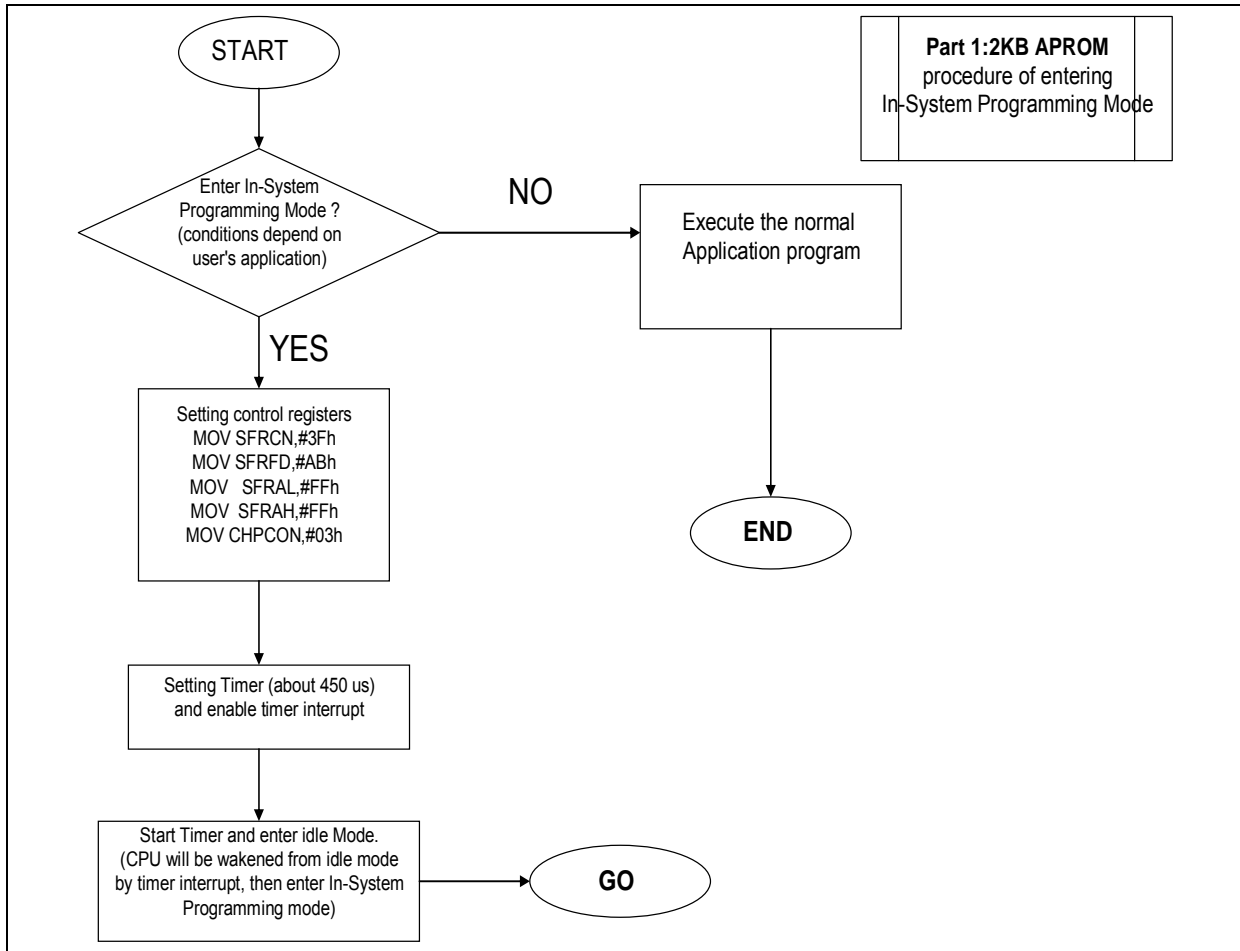 START
Part 1:2KB APROM
procedure of entering
In-System Programming Mode
Enter In-System
Programming Mode ?
(conditions depend on
user's application)
NO
Execute the normal
Application program
YES
Setting control registers
MOV SFRCN,#3Fh
MOV SFRFD,#ABh
MOV SFRAL,#FFh
MOV SFRAH,#FFh
MOV CHPCON,#03h
END
Setting Timer (about 450 us)
and enable timer interrupt
Start Timer and enter idle Mode.
(CPU will be wakened from idle mode
by timer interrupt, then enter In-System
Programming mode)
GO